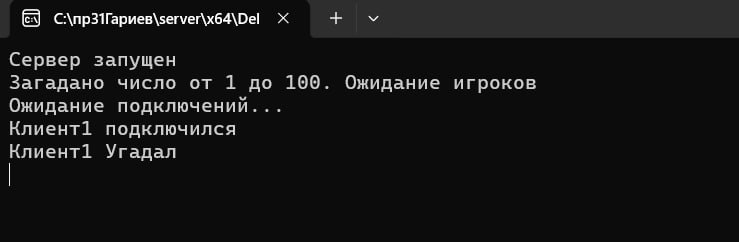 C:\пр31Гариев\server\x64\Del
Сервер запущен
Загадано число от 1 до 100. Ожидание игроков
Ожидание подключений...
Клиент1 подключился
Клиент1 Угадал